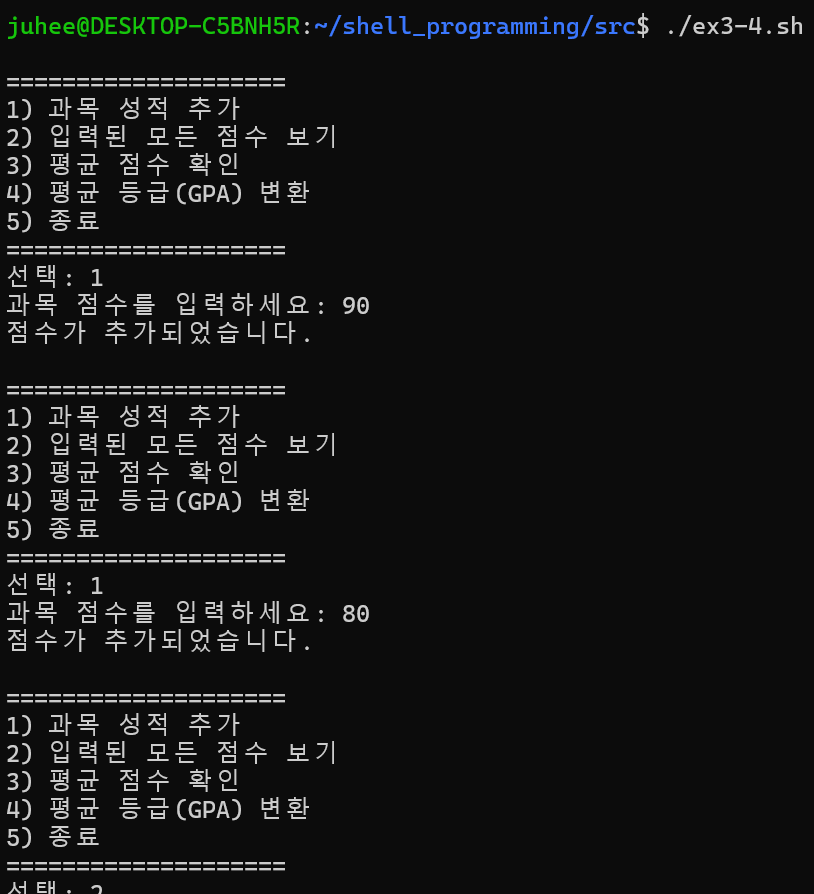 juhee@DESKTOP-C5BNH5R:~/shell_programming/src$ ./ex3-4.sh
====================
1) 과목 성적 추가
2) 입력된 모든 점수 보기
3) 평균 점수 확인
4) 평균 등급(GPA) 변환
5) 종료
====================
선택: 1
과목 점수를 입력하세요: 90
점수가 추가되었습니다.
====================
1) 과목 성적 추가
2) 입력된 모든 점수 보기
3) 평균 점수 확인
4) 평균 등급(GPA) 변환
5) 종료
====================
선택: 1
과목 점수를 입력하세요: 80
점수가 추가되었습니다.
====================
1) 과목 성적 추가
2) 입력된 모든 점수 보기
3) 평균 점수 확인
4) 평균 등급(GPA) 변환
5) 종료
====================
선택: 2